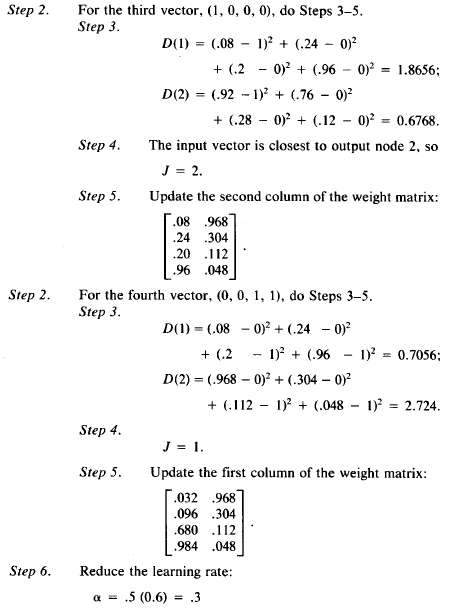 Step 2. For the third vector, (1, 0, 0, 0), do Steps 3–5.
Step 3.
D(1) = (.08 − 1)² + (.24 − 0)²
+ (.2 − 0)² + (.96 − 0)² = 1.8656;
D(2) = (.92 −1)² + (.76 − 0)²
+ (.28 − 0)² + (.12 − 0)² = 0.6768.
Step 4. The input vector is closest to output node 2, so
J = 2.
Step 5. Update the second column of the weight matrix:
.08 .968
.24 .304
.20 .112
.96 .048 .
Step 2. For the fourth vector, (0, 0, 1, 1), do Steps 3–5.
Step 3.
D(1) = (.08 − 0)² + (.24 − 0)²
+ (.2 − 1)² + (.96 − 1)² = 0.7056;
D(2) = (.968 − 0)² + (.304 − 0)²
+ (.112 − 1)² + (.048 − 1)² = 2.724.
Step 4.
J = 1.
Step 5. Update the first column of the weight matrix:
.032 .968
.096 .304
.680 .112
.984 .048 .
Step 6. Reduce the learning rate:
α = .5 (0.6) = .3